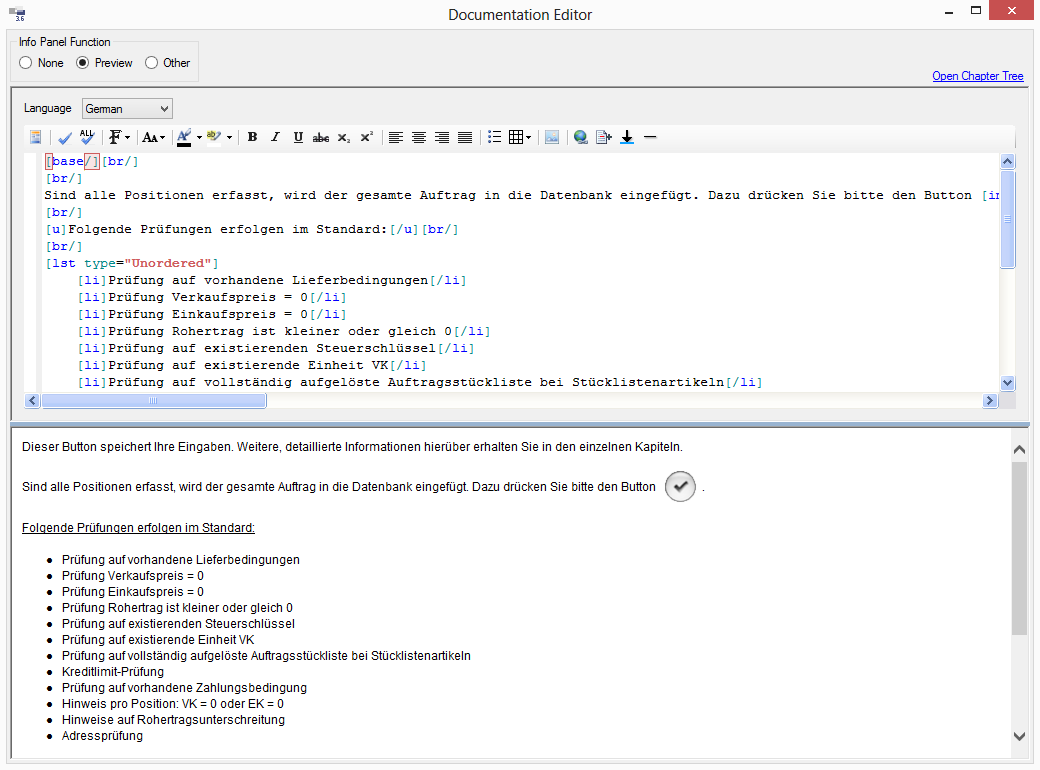 3.6
Documentation Editor
Info Panel Function
None Preview Other
Open Chapter Tree
Language German
ALL F AA A ab B I U abc x₂ x²
[base/][br/]
[br/]
Sind alle Positionen erfasst, wird der gesamte Auftrag in die Datenbank eingefügt. Dazu drücken Sie bitte den Button [in
[br/]
[u]Folgende Prüfungen erfolgen im Standard:[/u][br/]
[br/]
[lst type="Unordered"]
[li]Prüfung auf vorhandene Lieferbedingungen[/li]
[li]Prüfung Verkaufspreis = 0[/li]
[li]Prüfung Einkaufspreis = 0[/li]
[li]Prüfung Rohertrag ist kleiner oder gleich 0[/li]
[li]Prüfung auf existierenden Steuerschlüssel[/li]
[li]Prüfung auf existierende Einheit VK[/li]
[li]Prüfung auf vollständig aufgelöste Auftragsstückliste bei Stücklistenartikeln[/li]
Dieser Button speichert Ihre Eingaben. Weitere, detaillierte Informationen hierüber erhalten Sie in den einzelnen Kapiteln.
Sind alle Positionen erfasst, wird der gesamte Auftrag in die Datenbank eingefügt. Dazu drücken Sie bitte den Button .
Folgende Prüfungen erfolgen im Standard:
• Prüfung auf vorhandene Lieferbedingungen
• Prüfung Verkaufspreis = 0
• Prüfung Einkaufspreis = 0
• Prüfung Rohertrag ist kleiner oder gleich 0
• Prüfung auf existierenden Steuerschlüssel
• Prüfung auf existierende Einheit VK
• Prüfung auf vollständig aufgelöste Auftragsstückliste bei Stücklistenartikeln
• Kreditlimit-Prüfung
• Prüfung auf vorhandene Zahlungsbedingung
• Hinweis pro Position: VK = 0 oder EK = 0
• Hinweise auf Rohertragsunterschreitung
• Adressprüfung